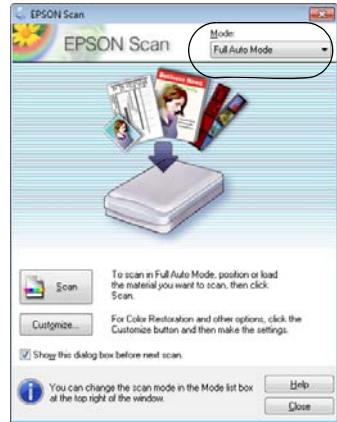 EPSON Scan
EPSON Scan
Mode:
Full Auto Mode
Business News
Scan
To scan in Full Auto Mode, position or load
the material you want to scan, then click
Scan.
Customize...
For Color Restoration and other options, click the
Customize button and then make the settings.
Show this dialog box before next scan.
You can change the scan mode in the Mode list box
at the top right of the window.
Help
Close